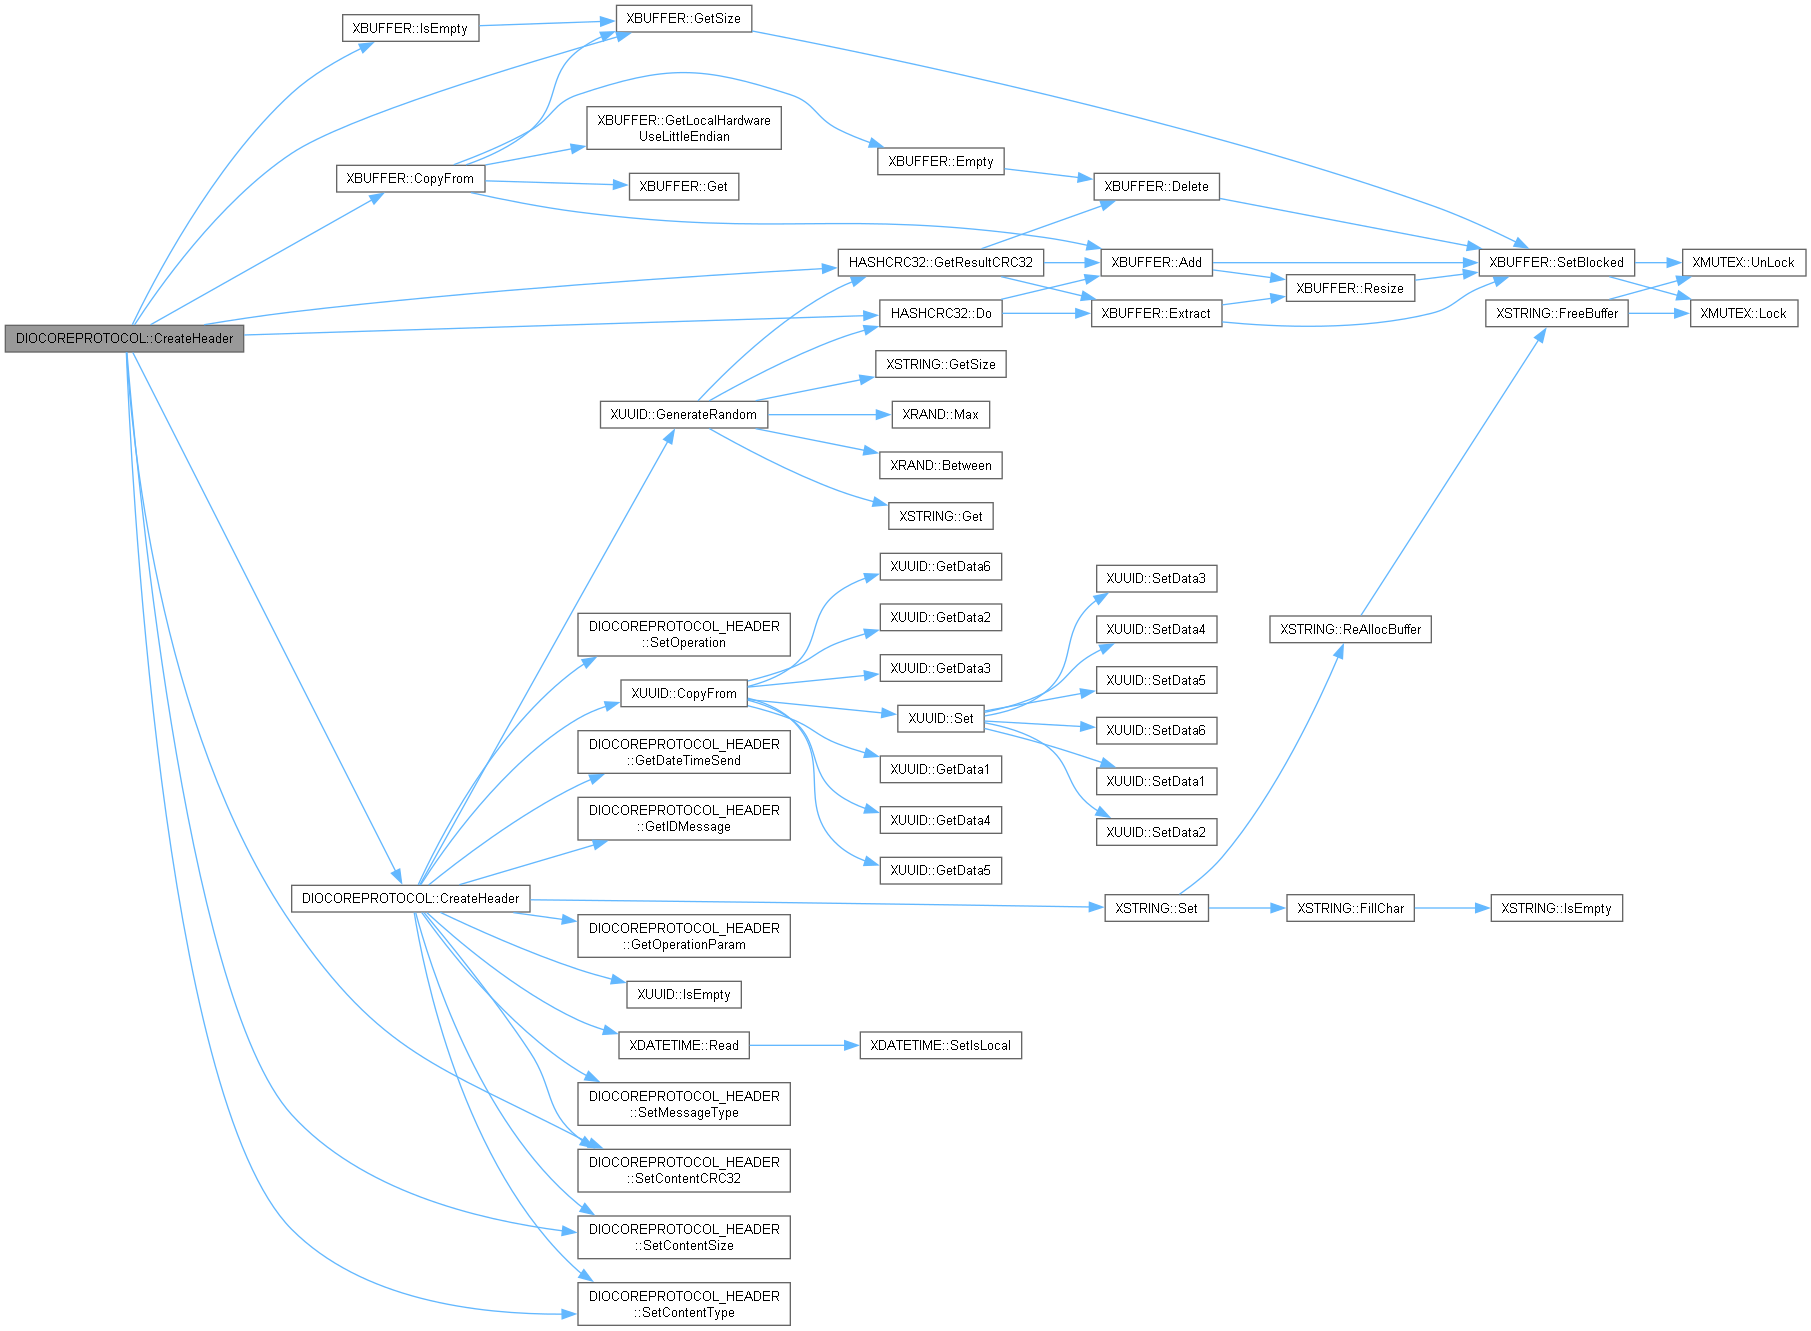 XBUFFER::IsEmpty
XBUFFER::GetSize
XBUFFER::GetLocalHardware
UseLittleEndian
XBUFFER::Empty
XBUFFER::CopyFrom
XBUFFER::Get
XBUFFER::Delete
HASHCRC32::GetResultCRC32
XBUFFER::Add
XBUFFER::SetBlocked
XMUTEX::UnLock
XBUFFER::Resize
HASHCRC32::Do
XBUFFER::Extract
XSTRING::FreeBuffer
XMUTEX::Lock
DIOCOREPROTOCOL::CreateHeader
XSTRING::GetSize
XUUID::GenerateRandom
XRAND::Max
XRAND::Between
XSTRING::Get
XUUID::GetData6
XUUID::SetData3
XUUID::GetData2
DIOCOREPROTOCOL_HEADER
::SetOperation
XUUID::SetData4
XSTRING::ReAllocBuffer
XUUID::GetData3
XUUID::SetData5
XUUID::CopyFrom
XUUID::Set
XUUID::SetData6
DIOCOREPROTOCOL_HEADER
::GetDateTimeSend
XUUID::GetData1
XUUID::SetData1
DIOCOREPROTOCOL_HEADER
::GetIDMessage
XUUID::GetData4
XUUID::SetData2
XUUID::GetData5
DIOCOREPROTOCOL::CreateHeader
XSTRING::Set
XSTRING::FillChar
XSTRING::IsEmpty
DIOCOREPROTOCOL_HEADER
::GetOperationParam
XUUID::IsEmpty
XDATETIME::Read
XDATETIME::SetIsLocal
DIOCOREPROTOCOL_HEADER
::SetMessageType
DIOCOREPROTOCOL_HEADER
::SetContentCRC32
DIOCOREPROTOCOL_HEADER
::SetContentSize
DIOCOREPROTOCOL_HEADER
::SetContentType